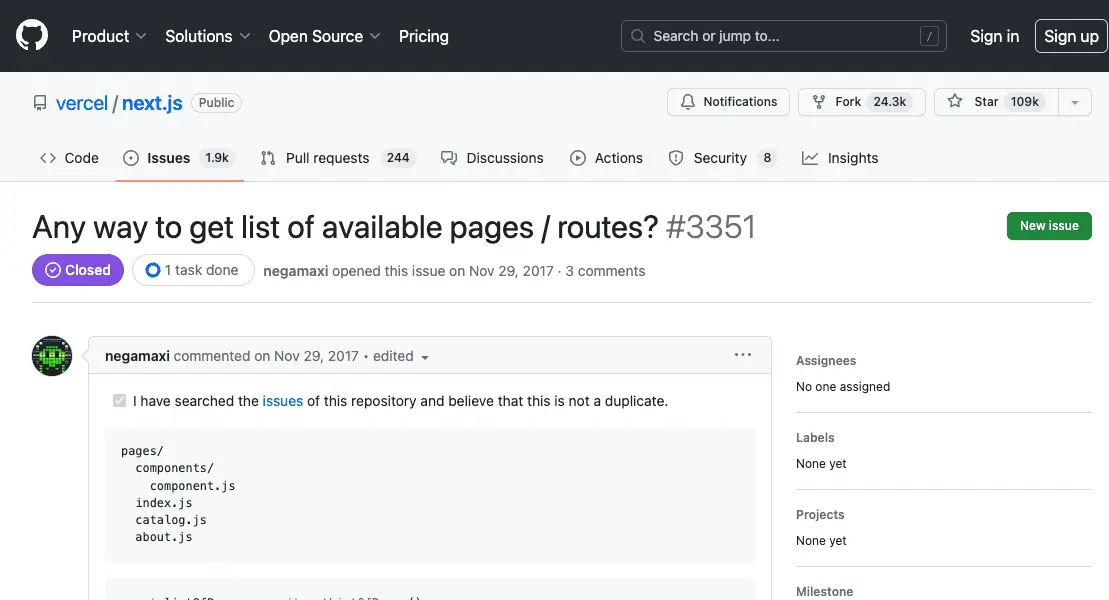 Product Solutions Open Source Pricing Search or jump to... / Sign in Sign up
vercel / next.js Public Notifications Fork 24.3k Star 109k
Code Issues 1.9k Pull requests 244 Discussions Actions Security 8 Insights
Any way to get list of available pages / routes? #3351 New issue
Closed 1 task done negamaxi opened this issue on Nov 29, 2017 · 3 comments
negamaxi commented on Nov 29, 2017 • edited
I have searched the issues of this repository and believe that this is not a duplicate.
pages/
components/
component.js
index.js
catalog.js
about.js
Assignees
No one assigned
Labels
None yet
Projects
None yet
Milestone